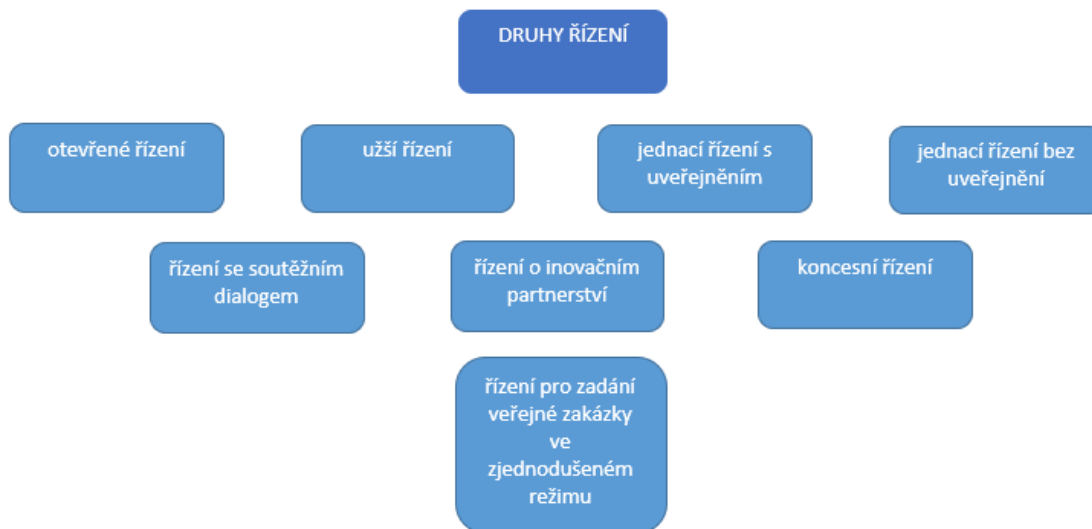 DRUHY ŘÍZENÍ
otevřené řízení
užší řízení
jednací řízení s
uveřejněním
jednací řízení bez
uveřejnění
řízení se soutěžním
dialogem
řízení o inovačním
partnerství
koncesní řízení
řízení pro zadání
veřejné zakázky
ve
zjednodušeném
režimu